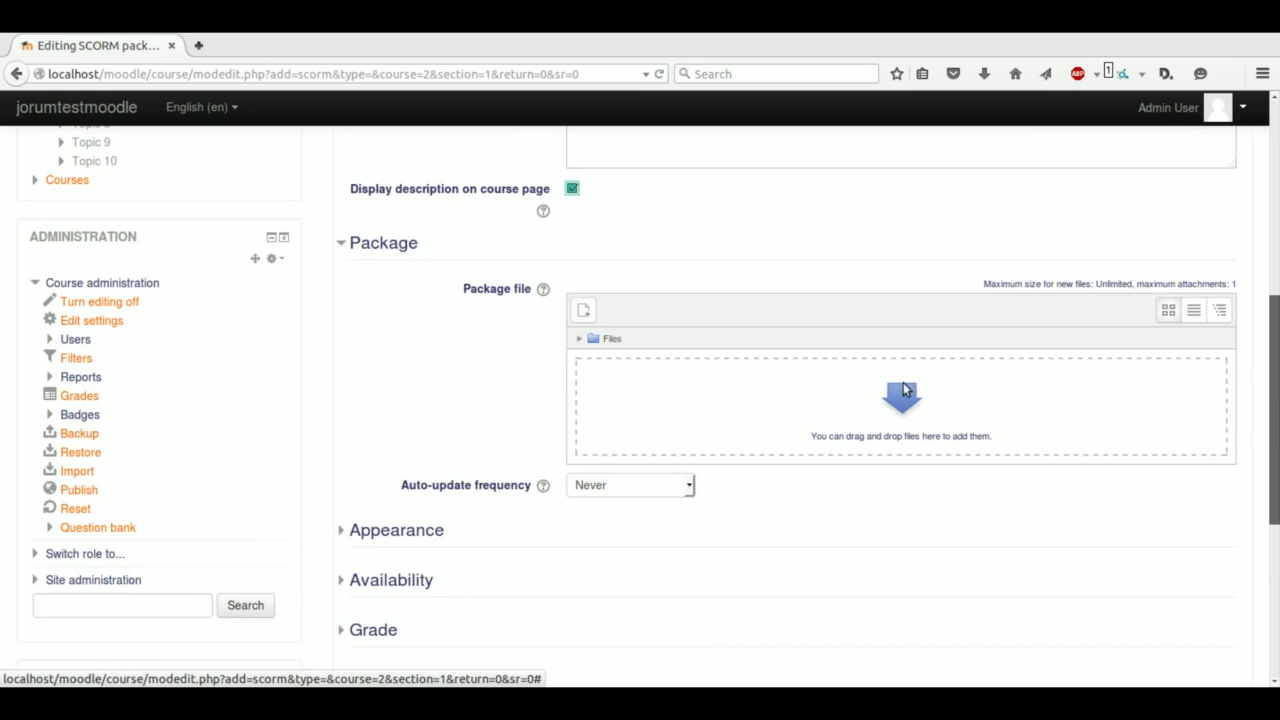 Editing SCORM pack...
localhost/moodle/course/modedit.php?add=scorm&type=&course=2&section=1&return=0&sr=0
Search
ABP
1
D.
jorumtestmoodle
English (en)
Admin User
Topic 9
Topic 10
Courses
Display description on course page
ADMINISTRATION
Package
Course administration
Turn editing off
Edit settings
Users
Filters
Reports
Grades
Badges
Backup
Restore
Import
Publish
Reset
Question bank
Switch role to...
Site administration
Search
Package file
Maximum size for new files: Unlimited, maximum attachments: 1
Files
You can drag and drop files here to add them.
Auto-update frequency
Never
Appearance
Availability
Grade
localhost/moodle/course/modedit.php?add=scorm&type=&course=2&section=1&return=0&sr=0#